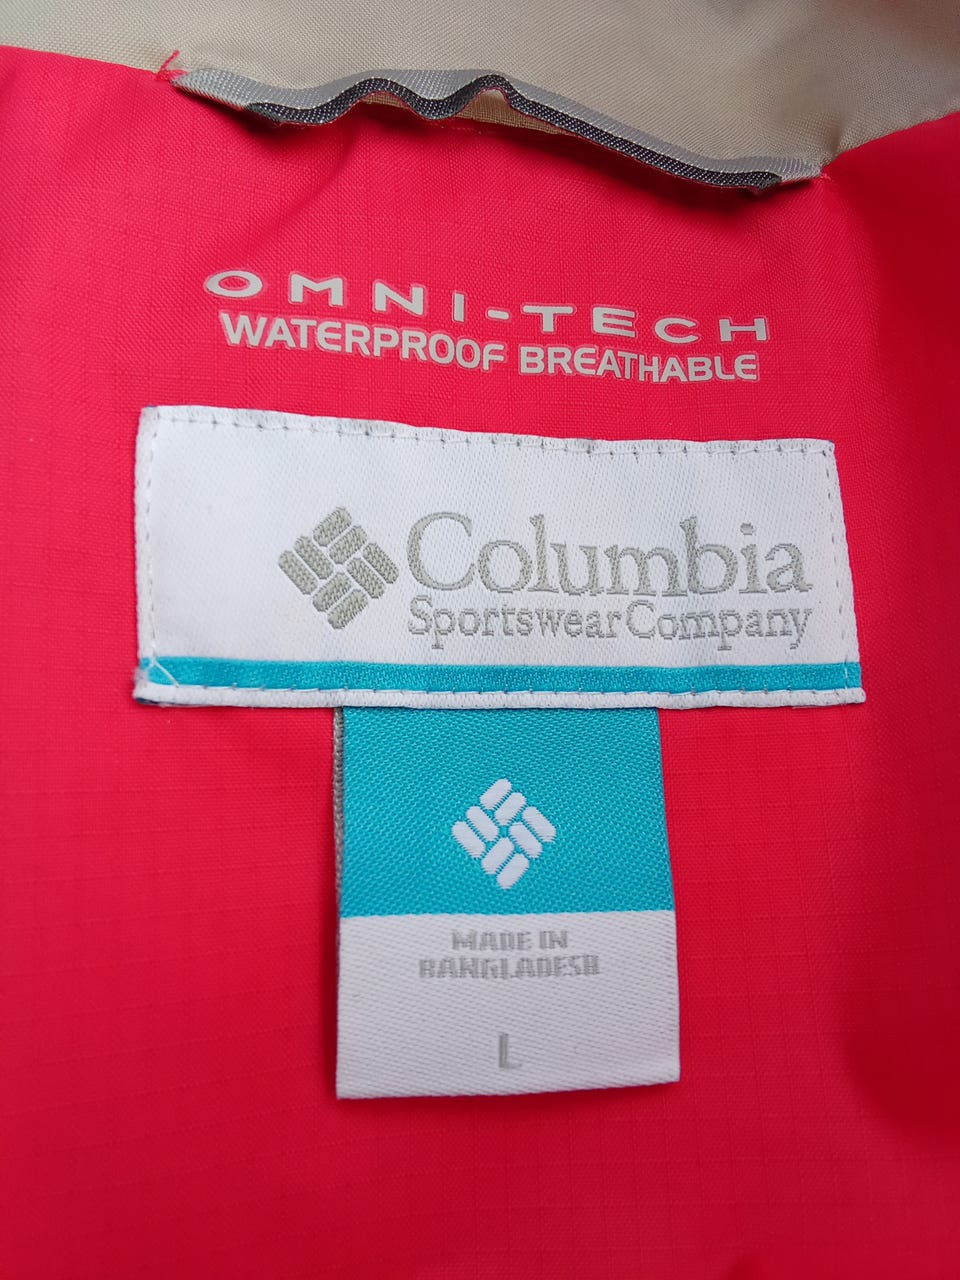 OMNI-TECH
WATERPROOF BREATHABLE
Columbia
Sportswear Company
MADE IN
BANGLADESH
L